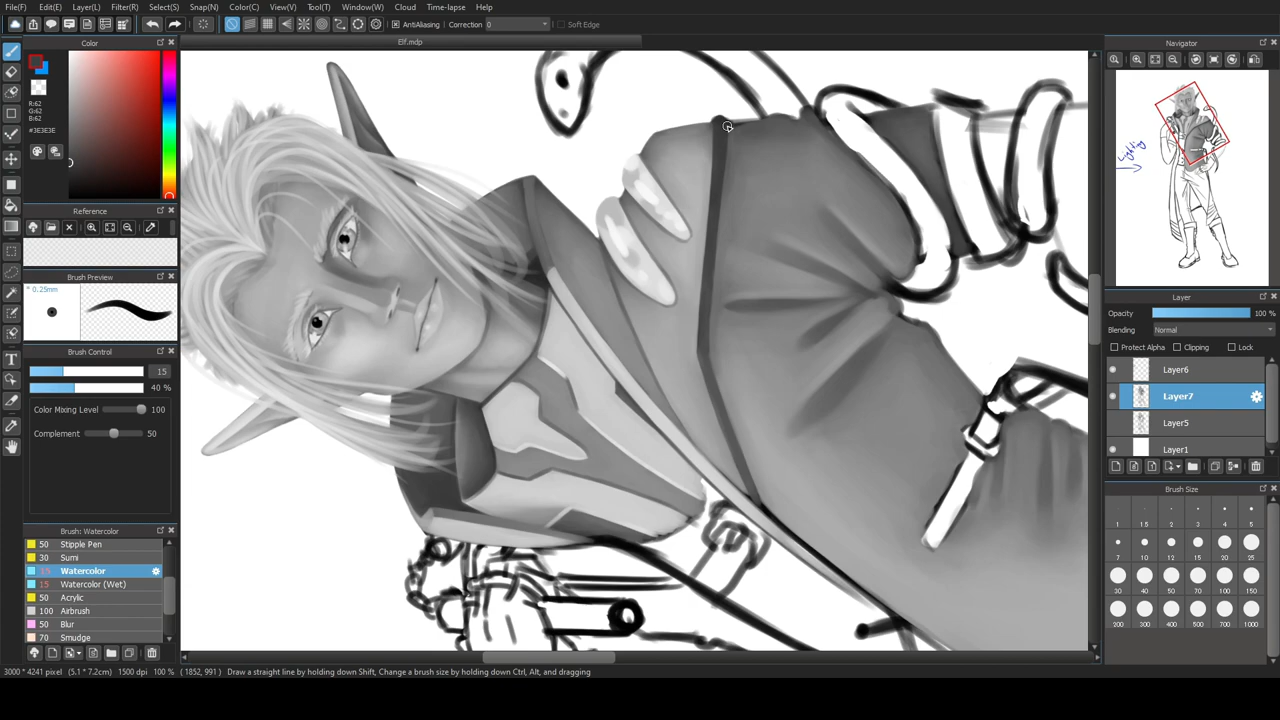 File(F) Edit(E) Layer(L) Filter(R) Select(S) Snap(N) Color(C) View(V) Tool(T) Window(W) Cloud Time-lapse Help
AntiAliasing Correction 0 Soft Edge
Color
Elf.mdp
Navigator
R:62
G:62
B:62
#3E3E3E
Lighting
Reference
Brush Preview
* 0.25mm
Brush Control
15
40 %
Color Mixing Level 100
Complement 50
Brush: Watercolor
50 Stipple Pen
30 Sumi
15 Watercolor
15 Watercolor (Wet)
50 Acrylic
100 Airbrush
50 Blur
70 Smudge
Layer
Opacity 100 %
Blending Normal
Protect Alpha Clipping Lock
Layer6
Layer7
Layer5
Layer1
Brush Size
1 1.5 2 3 4 5
7 10 12 15 20 25
30 40 50 70 100 150
200 300 400 500 700 1000
3000 * 4241 pixel (5.1 * 7.2cm) 1500 dpi 100 % ( 1852, 991 ) Draw a straight line by holding down Shift, Change a brush size by holding down Ctrl, Alt, and dragging